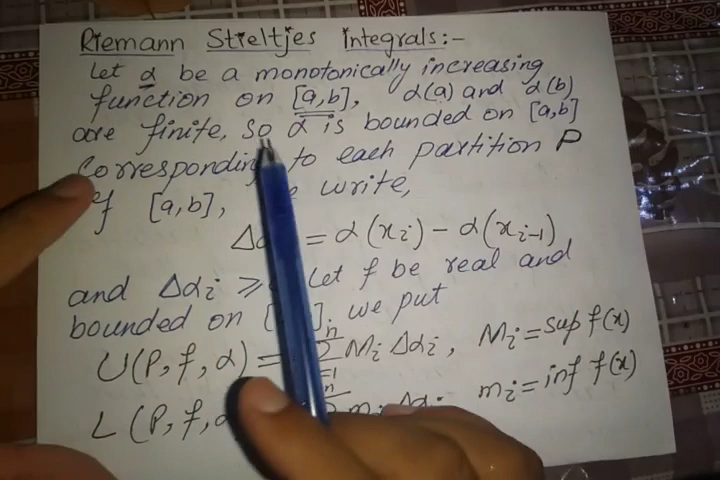 Riemann Stieltjes Integrals:-
Let α be a monotonically increasing
function on [a,b], α(a) and α(b)
are finite, so α is bounded on [a,b]
Corresponding to each partition P
of [a,b], write,
Δα = α(xᵢ) - α(xᵢ₋₁)
and Δαᵢ ≥ Let f be real and
bounded on [ ]. we put
U(P,f,α) = Σ Mᵢ Δαᵢ, Mᵢ = sup f(x)
L(P,f,α mᵢ Δαᵢ mᵢ = inf f(x)